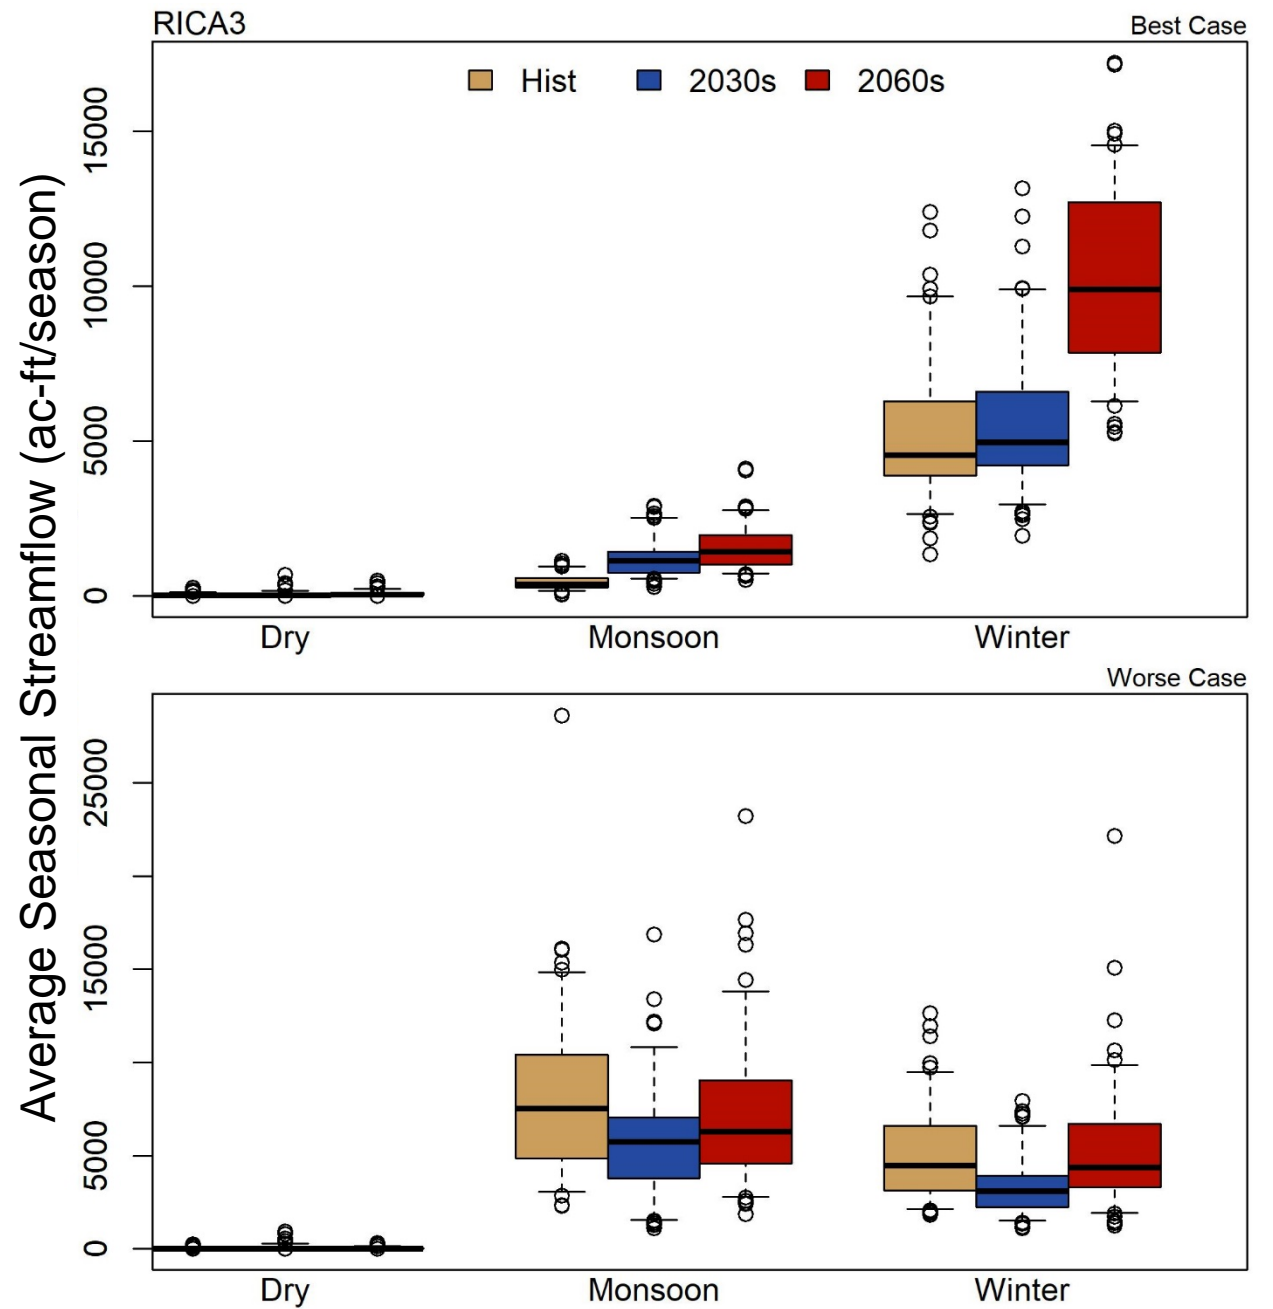 RICA3
Best Case
Hist 2030s 2060s
Average Seasonal Streamflow (ac-ft/season)
15000
10000
5000
0
Dry Monsoon Winter
Worse Case
25000
15000
5000
0
Dry Monsoon Winter